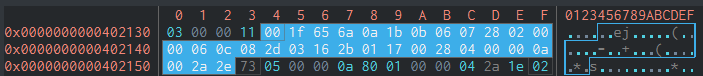 0 1 2 3 4 5 6 7 8 9 A B C D E F 0123456789ABCDEF
0x0000000000402130 03 00 00 11 00 1f 65 6a 0a 1b 0b 06 07 28 02 00 ......ej.....(..
0x0000000000402140 00 06 0c 08 2d 03 16 2b 01 17 00 28 04 00 00 0a ....-..+...(....
0x0000000000402150 00 2a 2e 73 05 00 00 0a 80 01 00 00 04 2a 1e 02 .*.s.........*..